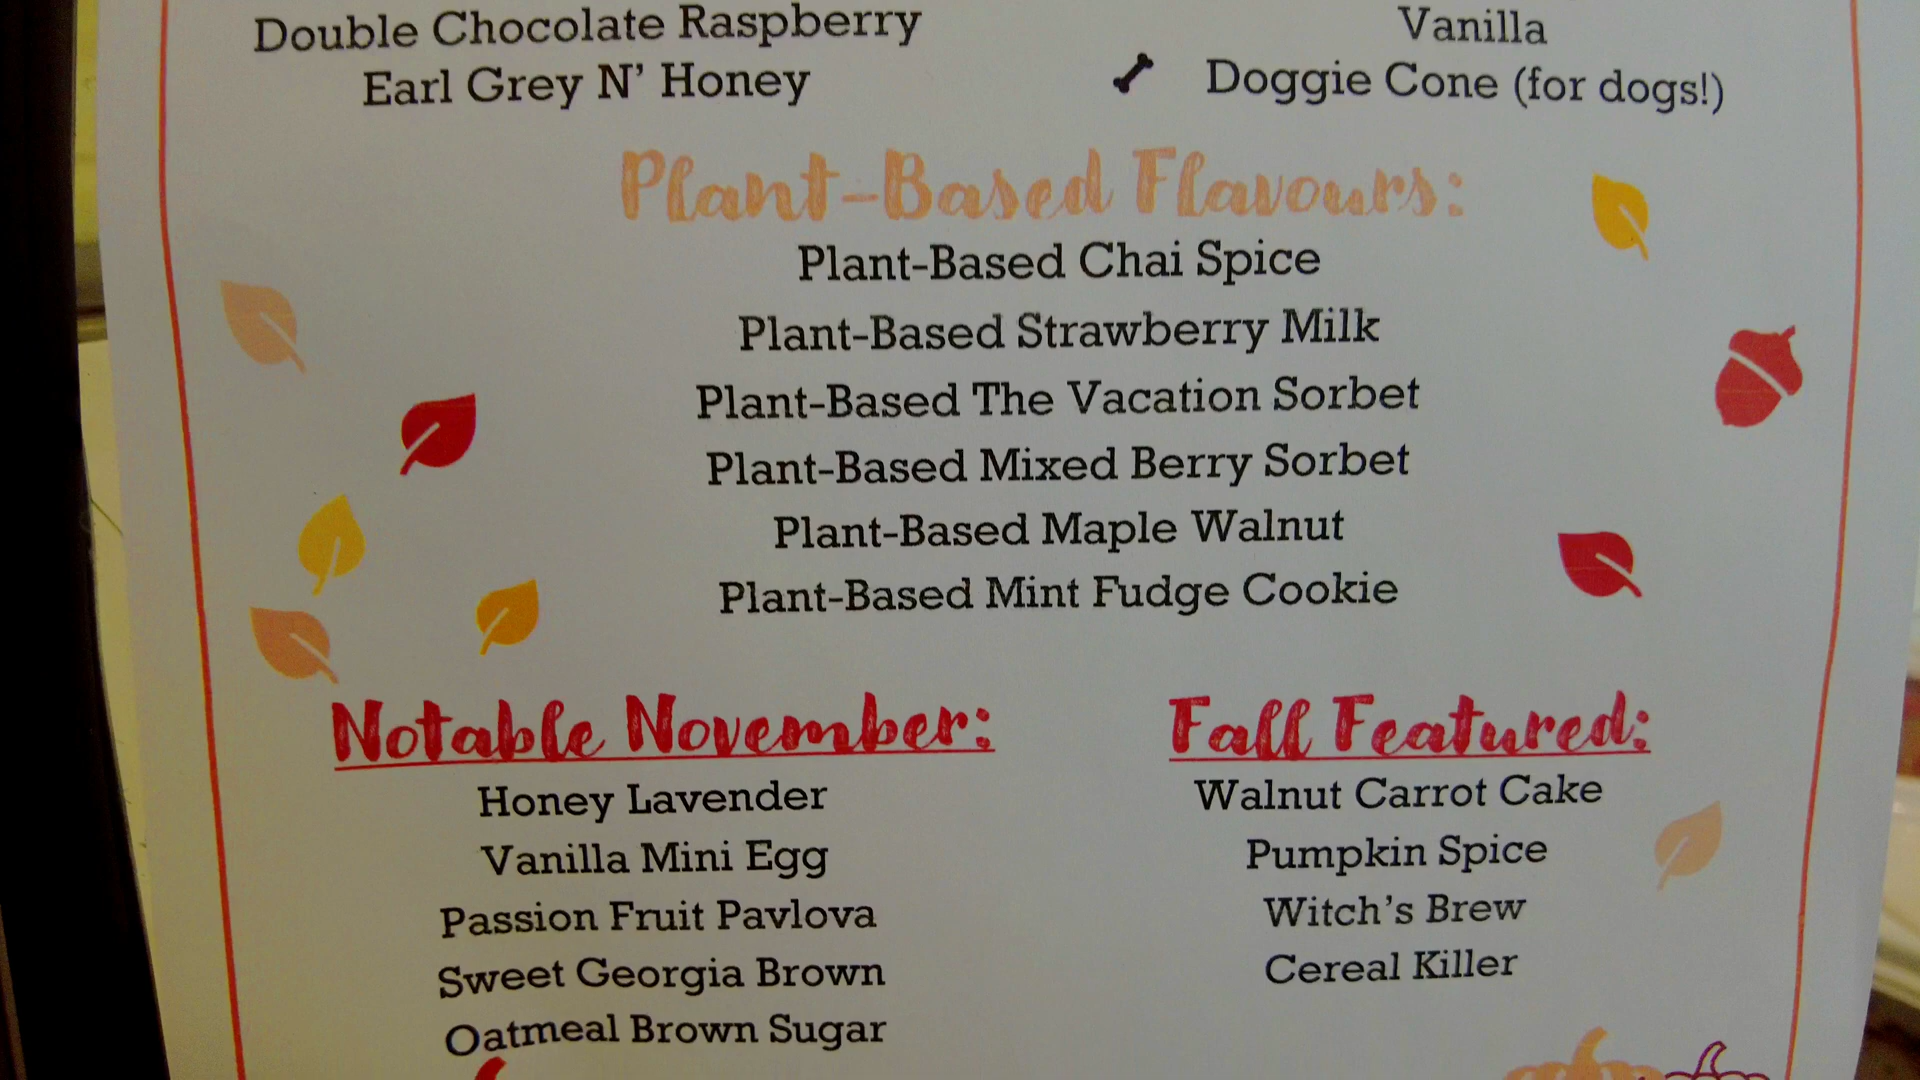 Double Chocolate Raspberry
Earl Grey N' Honey
Vanilla
Doggie Cone (for dogs!)
Plant-Based Flavours:
Plant-Based Chai Spice
Plant-Based Strawberry Milk
Plant-Based The Vacation Sorbet
Plant-Based Mixed Berry Sorbet
Plant-Based Maple Walnut
Plant-Based Mint Fudge Cookie
Notable November:
Honey Lavender
Vanilla Mini Egg
Passion Fruit Pavlova
Sweet Georgia Brown
Oatmeal Brown Sugar
Fall Featured:
Walnut Carrot Cake
Pumpkin Spice
Witch's Brew
Cereal Killer